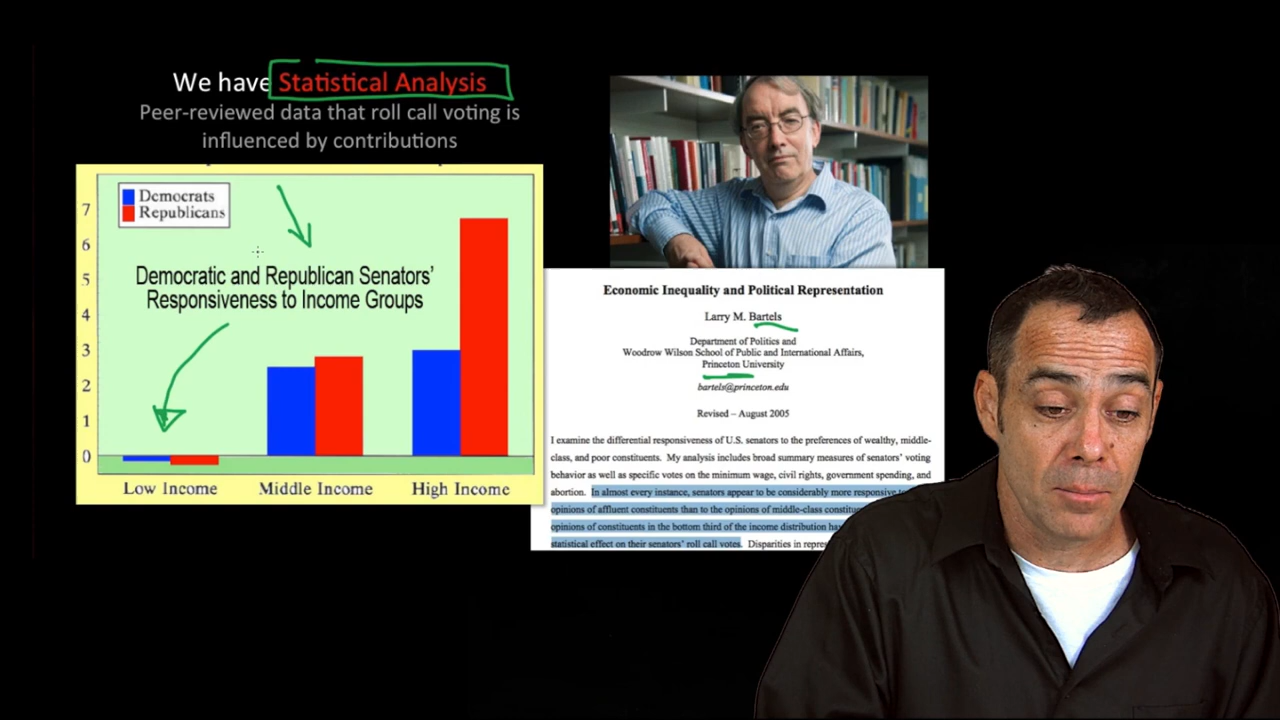 We have Statistical Analysis
Peer-reviewed data that roll call voting is
influenced by contributions
Democrats
Republicans
7
6
5
4
3
2
1
0
Democratic and Republican Senators'
Responsiveness to Income Groups
Low Income Middle Income High Income
Economic Inequality and Political Representation
Larry M. Bartels
Department of Politics and
Woodrow Wilson School of Public and International Affairs,
Princeton University
bartels@princeton.edu
Revised – August 2005
I examine the differential responsiveness of U.S. senators to the preferences of wealthy, middle-
class, and poor constituents. My analysis includes broad summary measures of senators' voting
behavior as well as specific votes on the minimum wage, civil rights, government spending, and
abortion. In almost every instance, senators appear to be considerably more responsive
opinions of affluent constituents than to the opinions of middle-class
opinions of constituents in the bottom third of the income distribution
statistical effect on their senators' roll call votes. Disparities in